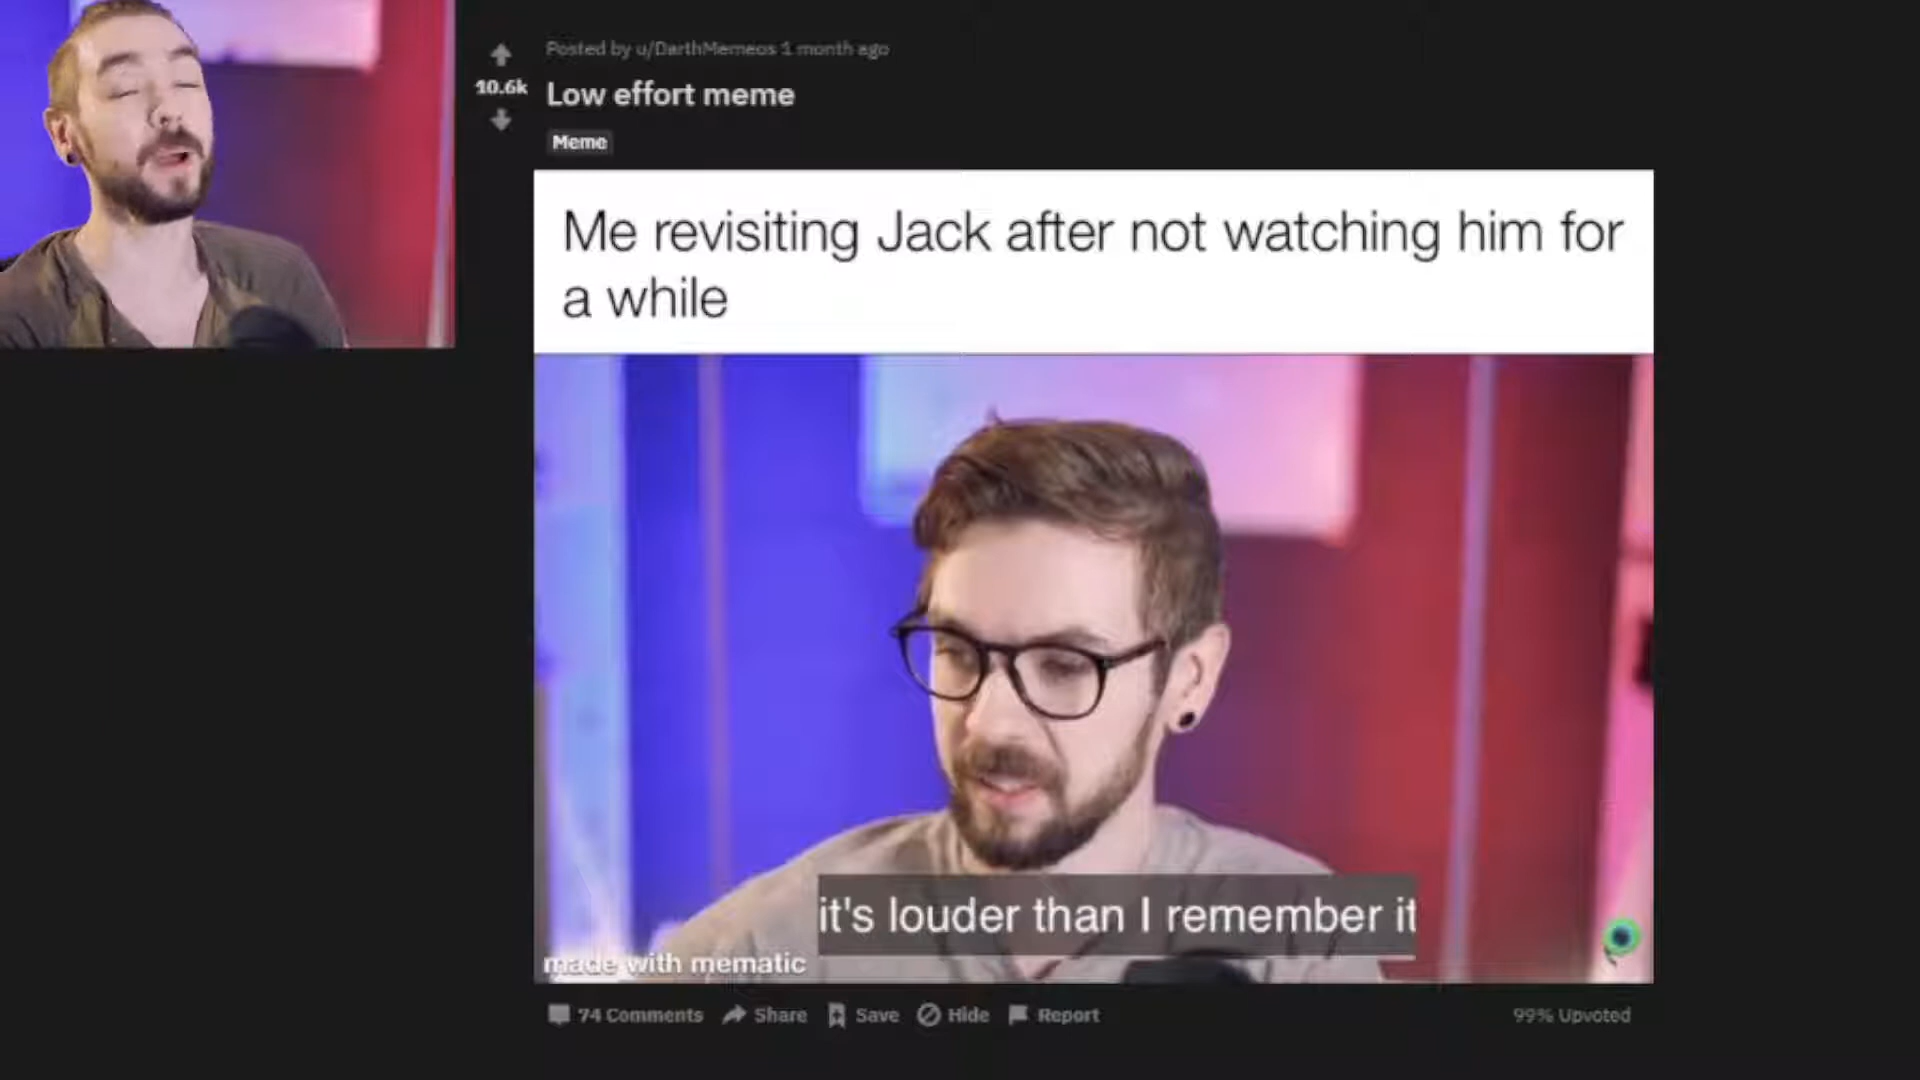 Posted by u/DarthMemeos 1 month ago
10.6k
Low effort meme
Meme
Me revisiting Jack after not watching him for
a while
it's louder than I remember it
made with mematic
74 Comments Share Save Hide Report
99% Upvoted